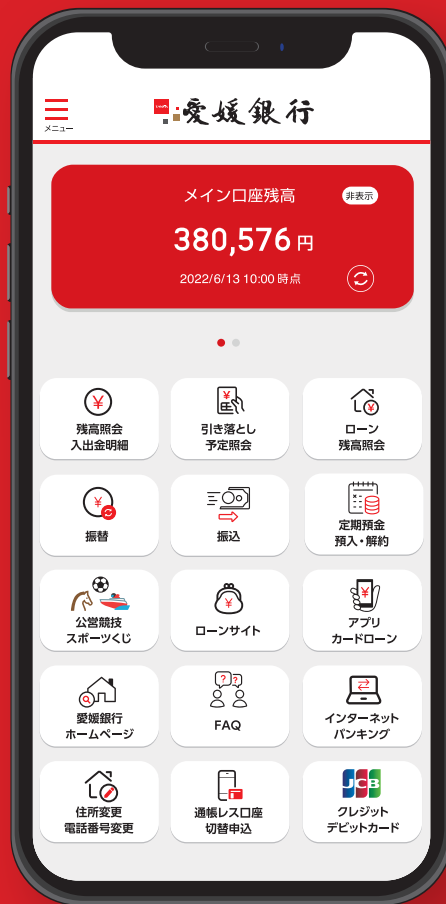 メニュー
愛媛銀行
メイン口座残高
非表示
380,576 円
2022/6/13 10:00 時点
¥
残高照会
入出金明細
¥
引き落とし
予定照会
¥
ローン
残高照会
¥
振替
振込
定期預金
預入・解約
公営競技
スポーツくじ
¥
ローンサイト
¥
アプリ
カードローン
愛媛銀行
ホームページ
? ?
FAQ
インターネット
バンキング
住所変更
電話番号変更
通帳レス口座
切替申込
JCB
クレジット
デビットカード